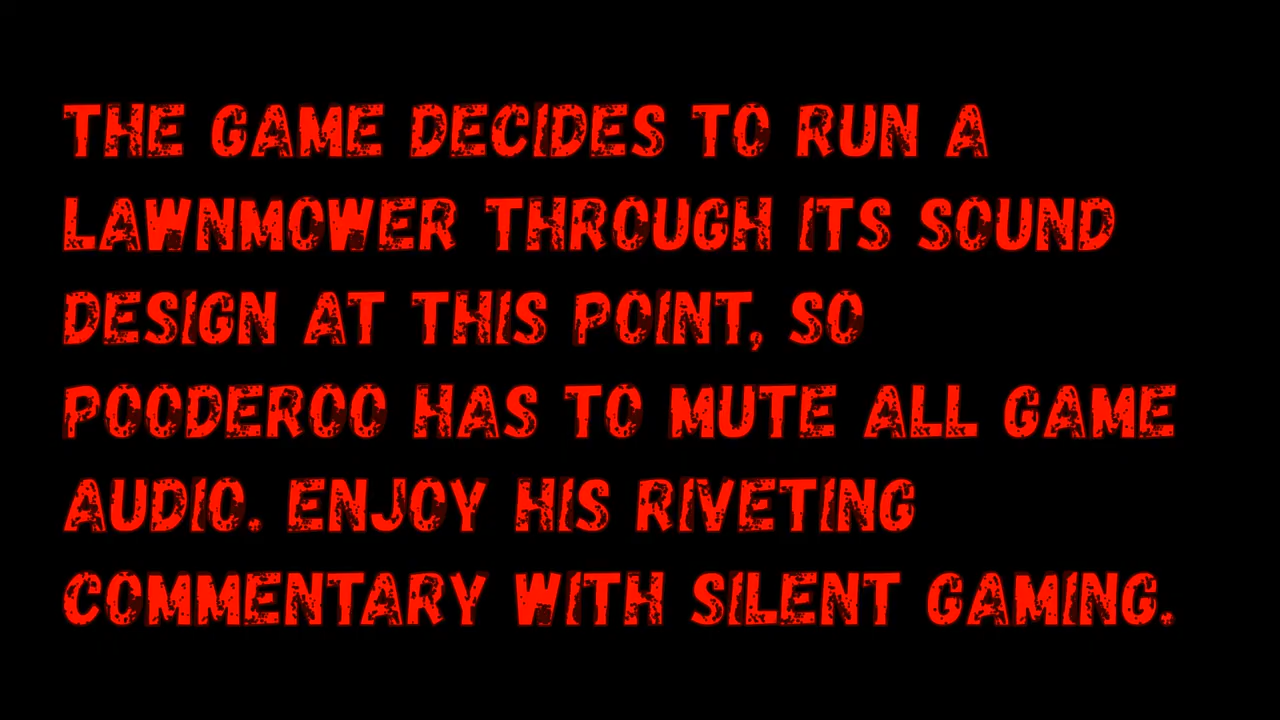 THE GAME DECIDES TO RUN A
LAWNMOWER THROUGH ITS SOUND
DESIGN AT THIS POINT, SO
POODEROO HAS TO MUTE ALL GAME
AUDIO. ENJOY HIS RIVETING
COMMENTARY WITH SILENT GAMING.